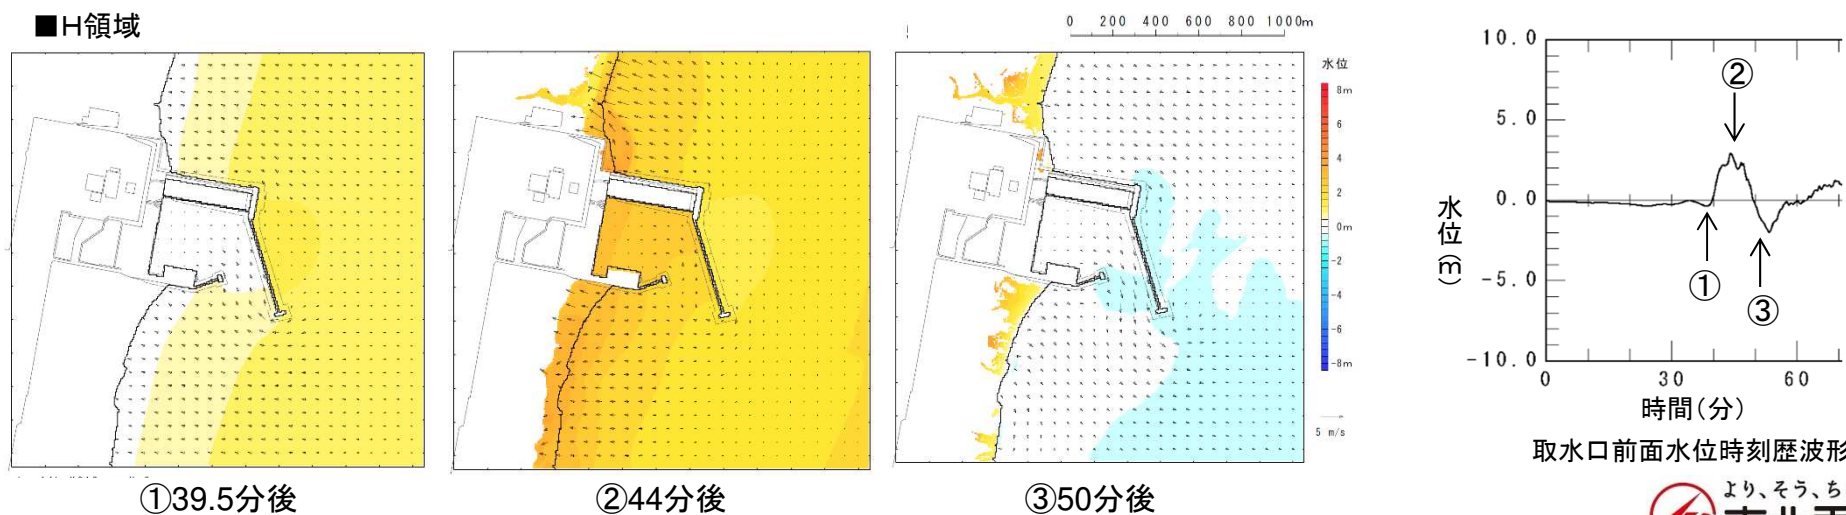 ■H領域
0 200 400 600 800 1000m
水位
8m
6
4
2
0m
-2
-4
-6
-8m
5 m/s
①39.5分後
②44分後
③50分後
10.0
5.0
0.0
-5.0
-10.0
水位(m)
②
①
③
0 30 60
時間(分)
取水口前面水位時刻歴波形
より、そう、ち